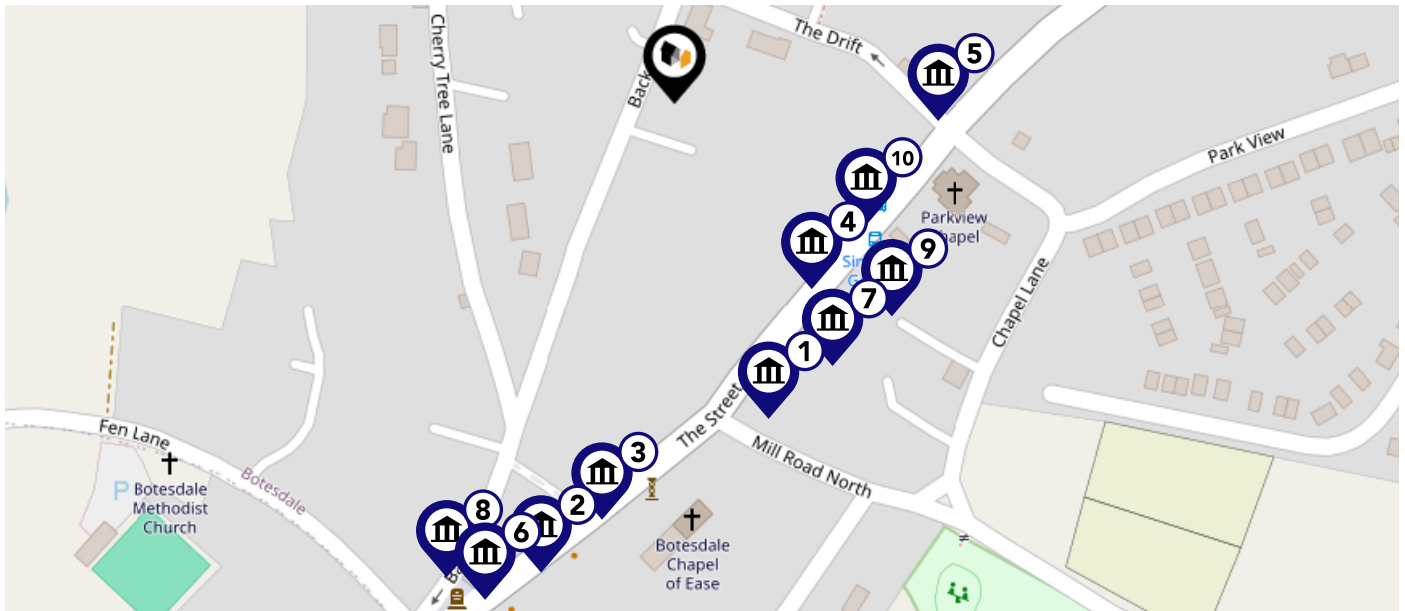 Cherry Tree Lane
Back
The Drift
5
Park View
10
Parkview
Chapel
4
9
7
Chapel Lane
1
The Street
Mill Road North
3
Fen Lane
Botesdale
P
Botesdale
Methodist
Church
8
2
6
Botesdale
Chapel
of Ease